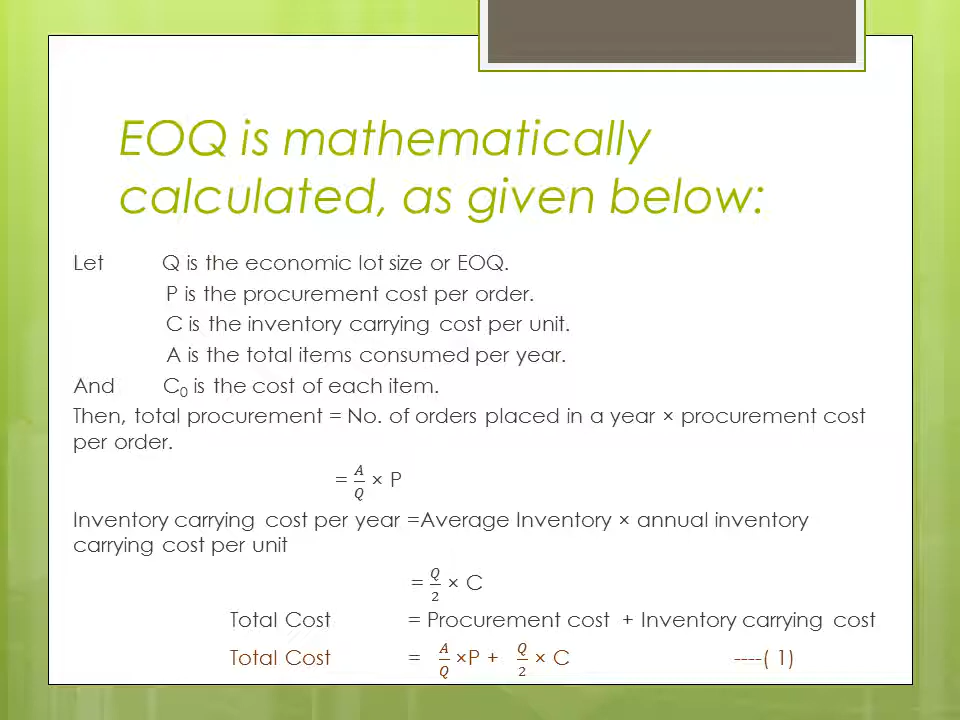 EOQ is mathematically
calculated, as given below:
Let Q is the economic lot size or EOQ.
P is the procurement cost per order.
C is the inventory carrying cost per unit.
A is the total items consumed per year.
And C₀ is the cost of each item.
Then, total procurement = No. of orders placed in a year × procurement cost
per order.
= A/Q × P
Inventory carrying cost per year =Average Inventory × annual inventory
carrying cost per unit
= Q/2 × C
Total Cost = Procurement cost + Inventory carrying cost
Total Cost = A/Q ×P + Q/2 × C ----( 1)